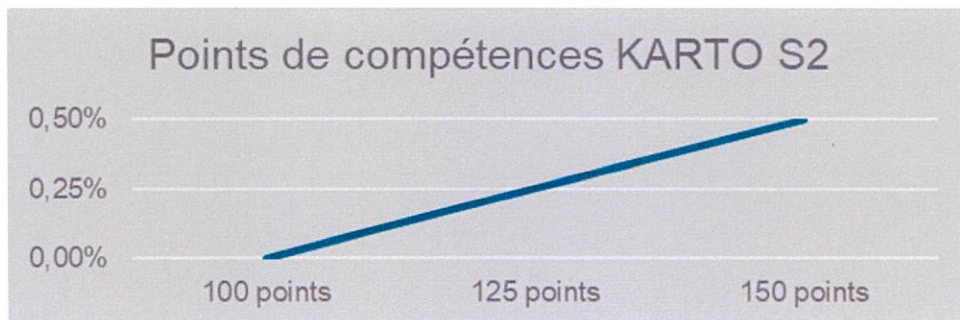 Points de compétences KARTO S2
0,50%
0,25%
0,00%
100 points 125 points 150 points